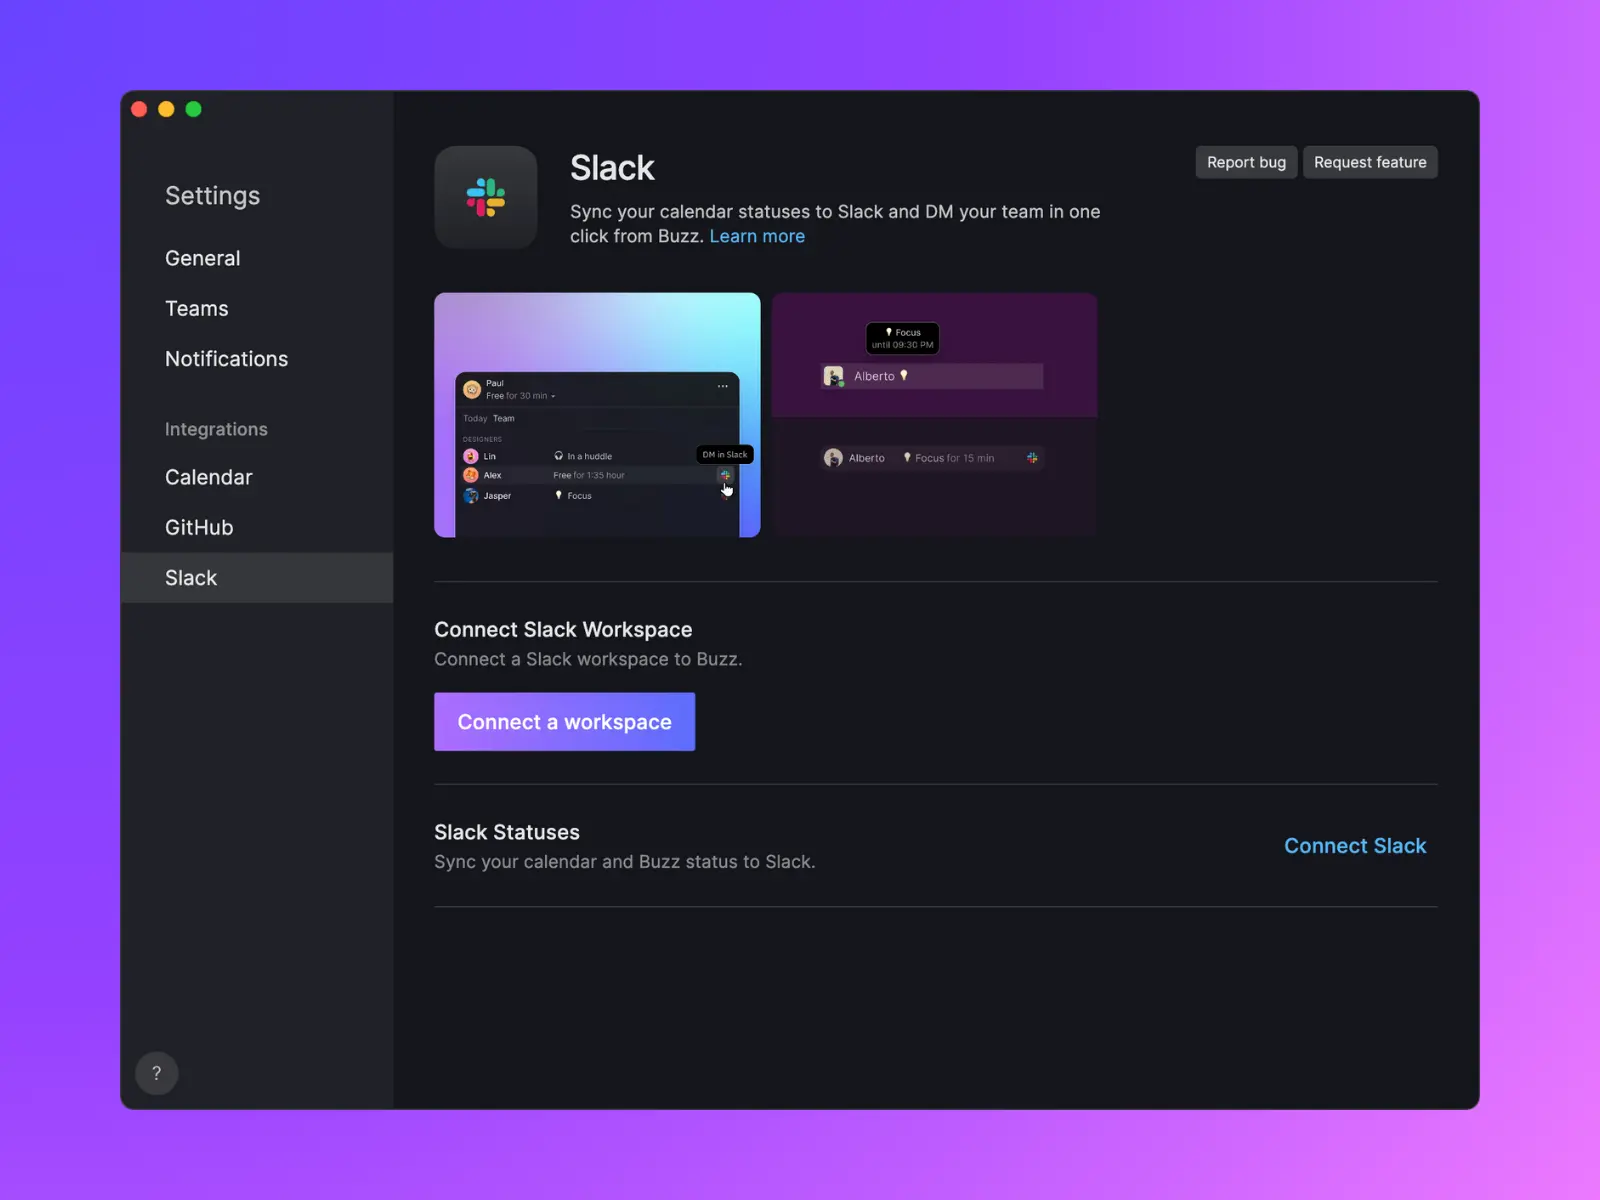 Settings
General
Teams
Notifications
Integrations
Calendar
GitHub
Slack
?
Slack
Sync your calendar statuses to Slack and DM your team in one
click from Buzz. Learn more
Report bug
Request feature
Paul
Free for 30 min
Today Team
DESIGNERS
Lin In a huddle
DM in Slack
Alex Free for 1:35 hour
Jasper Focus
Focus
until 09:30 PM
Alberto
Alberto Focus for 15 min
Connect Slack Workspace
Connect a Slack workspace to Buzz.
Connect a workspace
Slack Statuses
Sync your calendar and Buzz status to Slack.
Connect Slack